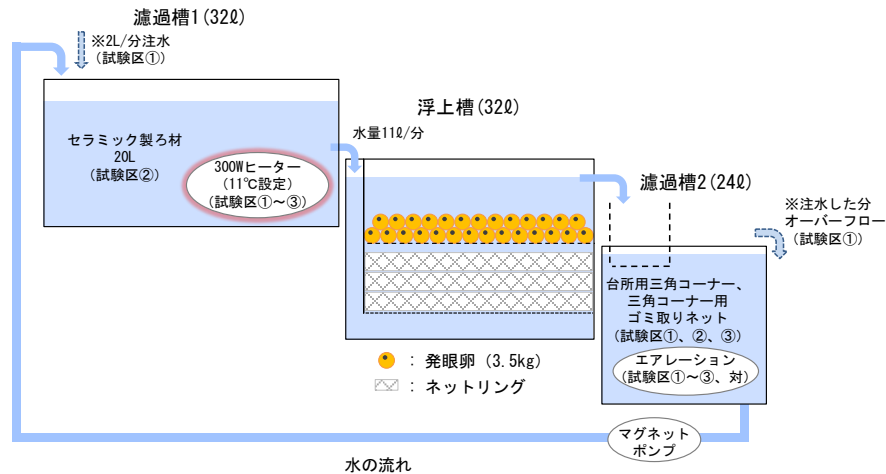 濾過槽1(32ℓ)
※2L/分注水
(試験区①)
セラミック製ろ材
20L
(試験区②)
300Wヒーター
(11℃設定)
(試験区①～③)
水量11ℓ/分
浮上槽(32ℓ)
濾過槽2(24ℓ)
※注水した分
オーバーフロー
(試験区①)
台所用三角コーナー、
三角コーナー用
ゴミ取りネット
(試験区①、②、③)
エアレーション
(試験区①～③、対)
： 発眼卵 (3.5kg)
： ネットリング
マグネット
ポンプ
水の流れ